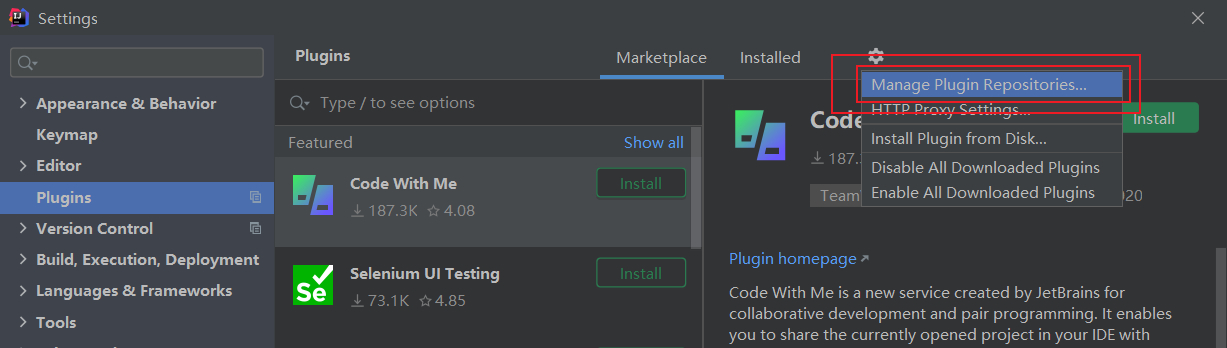 Settings
Plugins
Marketplace
Installed
Appearance & Behavior
Keymap
Editor
Plugins
Version Control
Build, Execution, Deployment
Languages & Frameworks
Tools
Type / to see options
Featured
Show all
Code With Me
Install
187.3K
4.08
Selenium UI Testing
Install
73.1K
4.85
Manage Plugin Repositories...
HTTP Proxy Settings...
Install Plugin from Disk...
Disable All Downloaded Plugins
Enable All Downloaded Plugins
Code
Install
187.
Team
020
Plugin homepage
Code With Me is a new service created by JetBrains for
collaborative development and pair programming. It enables
you to share the currently opened project in your IDE with